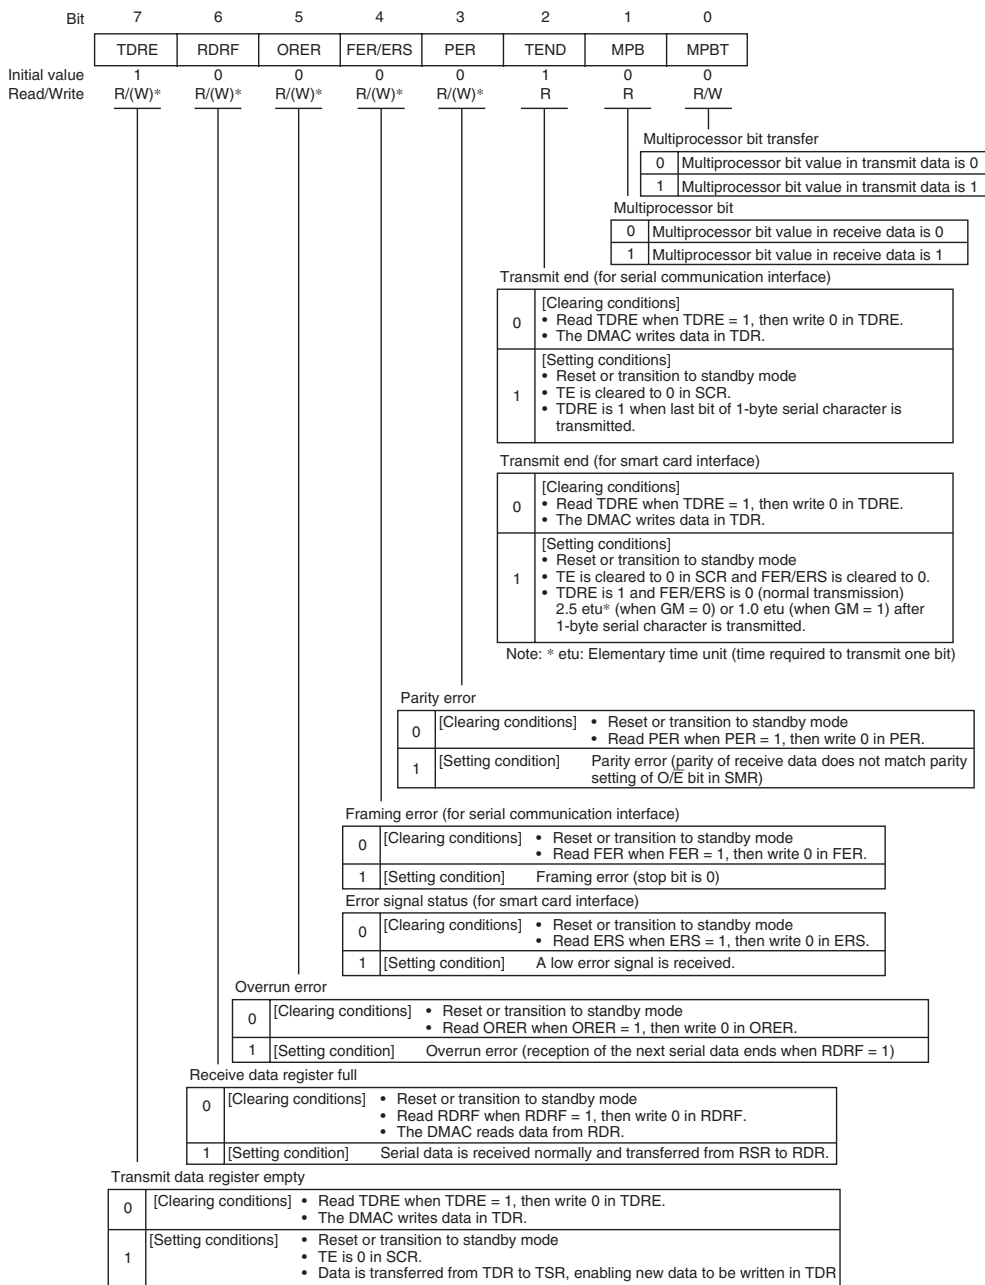 Bit 7 6 5 4 3 2 1 0
TDRE RDRF ORER FER/ERS PER TEND MPB MPBT
Initial value 1 0 0 0 0 1 0 0
Read/Write R/(W)* R/(W)* R/(W)* R/(W)* R/(W)* R R R/W
Multiprocessor bit transfer
0 Multiprocessor bit value in transmit data is 0
1 Multiprocessor bit value in transmit data is 1
Multiprocessor bit
0 Multiprocessor bit value in receive data is 0
1 Multiprocessor bit value in receive data is 1
Transmit end (for serial communication interface)
0 [Clearing conditions]
• Read TDRE when TDRE = 1, then write 0 in TDRE.
• The DMAC writes data in TDR.
1 [Setting conditions]
• Reset or transition to standby mode
• TE is cleared to 0 in SCR.
• TDRE is 1 when last bit of 1-byte serial character is
transmitted.
Transmit end (for smart card interface)
0 [Clearing conditions]
• Read TDRE when TDRE = 1, then write 0 in TDRE.
• The DMAC writes data in TDR.
1 [Setting conditions]
• Reset or transition to standby mode
• TE is cleared to 0 in SCR and FER/ERS is cleared to 0.
• TDRE is 1 and FER/ERS is 0 (normal transmission)
2.5 etu* (when GM = 0) or 1.0 etu (when GM = 1) after
1-byte serial character is transmitted.
Note: * etu: Elementary time unit (time required to transmit one bit)
Parity error
0 [Clearing conditions] • Reset or transition to standby mode
• Read PER when PER = 1, then write 0 in PER.
1 [Setting condition] Parity error (parity of receive data does not match parity
setting of O/E̅ bit in SMR)
Framing error (for serial communication interface)
0 [Clearing conditions] • Reset or transition to standby mode
• Read FER when FER = 1, then write 0 in FER.
1 [Setting condition] Framing error (stop bit is 0)
Error signal status (for smart card interface)
0 [Clearing conditions] • Reset or transition to standby mode
• Read ERS when ERS = 1, then write 0 in ERS.
1 [Setting condition] A low error signal is received.
Overrun error
0 [Clearing conditions] • Reset or transition to standby mode
• Read ORER when ORER = 1, then write 0 in ORER.
1 [Setting condition] Overrun error (reception of the next serial data ends when RDRF = 1)
Receive data register full
0 [Clearing conditions] • Reset or transition to standby mode
• Read RDRF when RDRF = 1, then write 0 in RDRF.
• The DMAC reads data from RDR.
1 [Setting condition] Serial data is received normally and transferred from RSR to RDR.
Transmit data register empty
0 [Clearing conditions] • Read TDRE when TDRE = 1, then write 0 in TDRE.
• The DMAC writes data in TDR.
1 [Setting conditions] • Reset or transition to standby mode
• TE is 0 in SCR.
• Data is transferred from TDR to TSR, enabling new data to be written in TDR